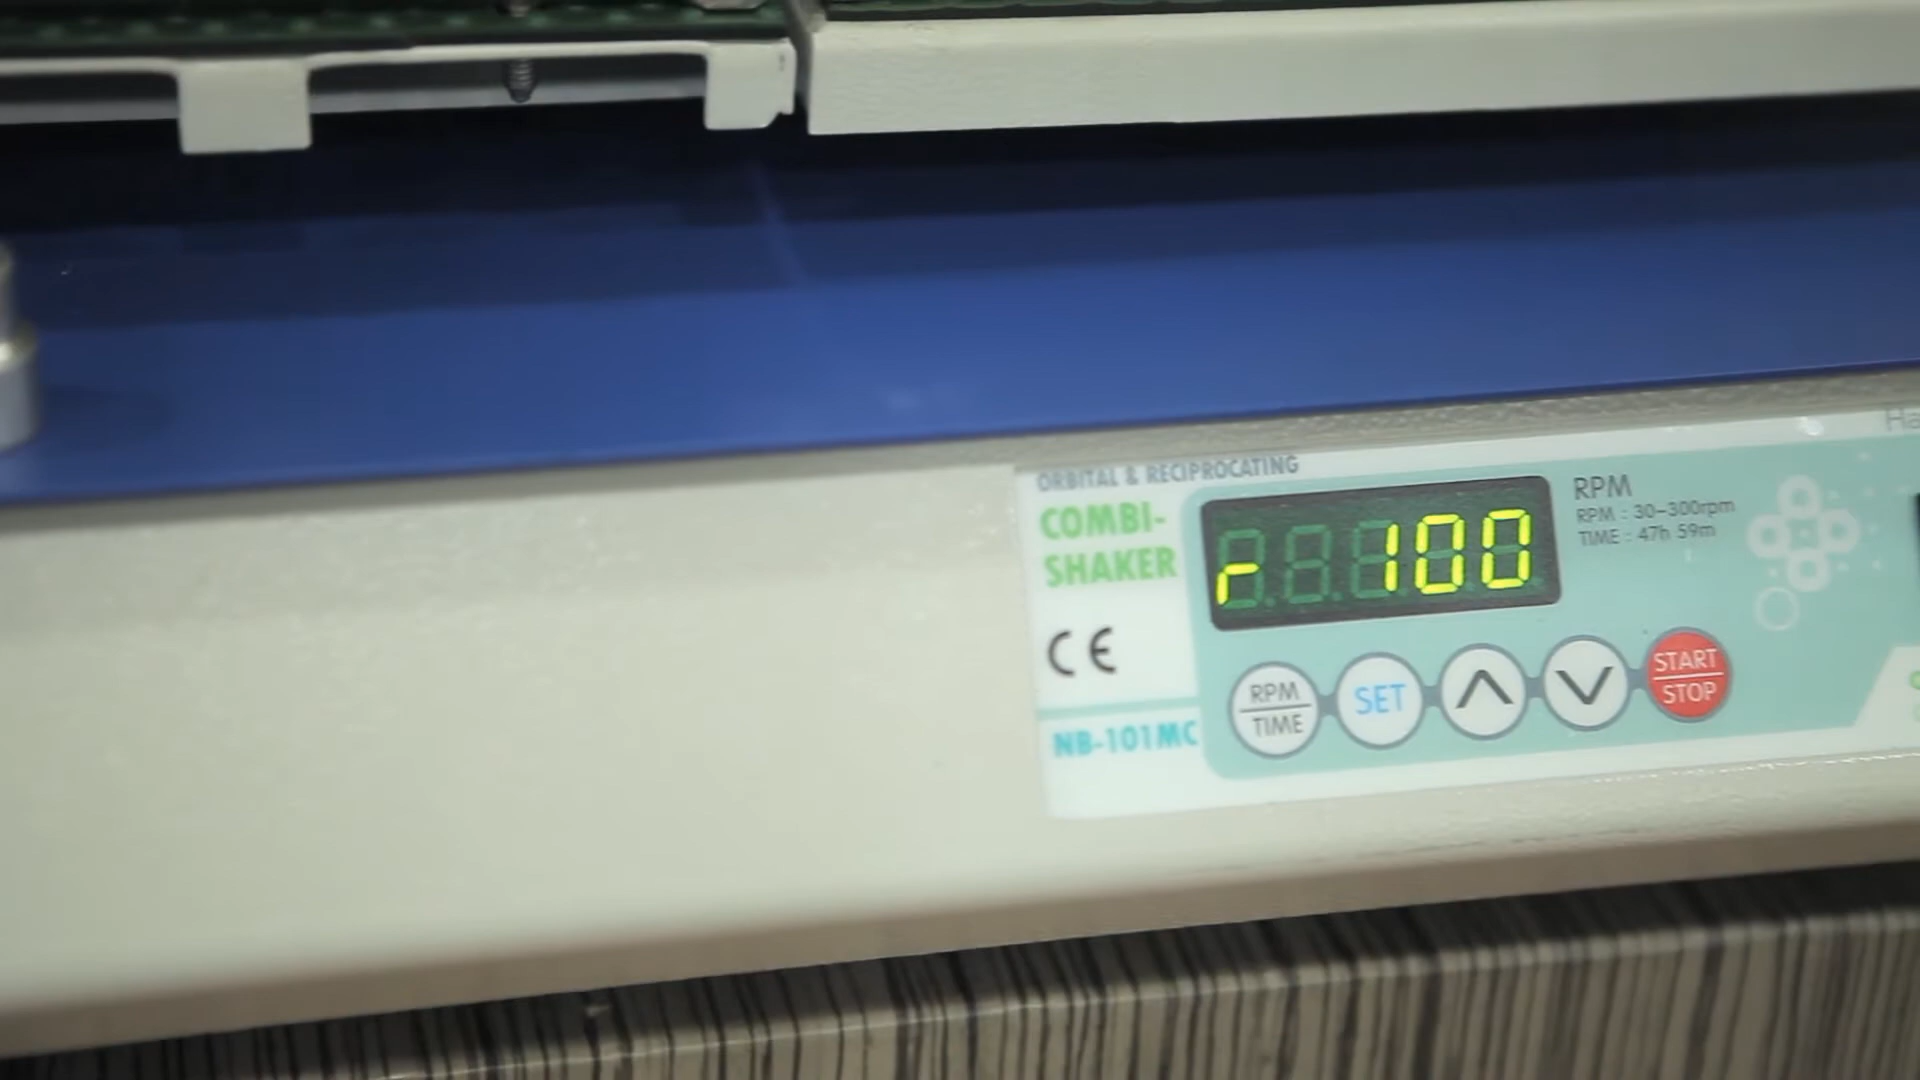 ORBITAL & RECIPROCATING
COMBI-
SHAKER
CE
NB-101MC
r 100
RPM
RPM : 30~300rpm
TIME : 47h 59m
RPM
TIME
SET
START
STOP